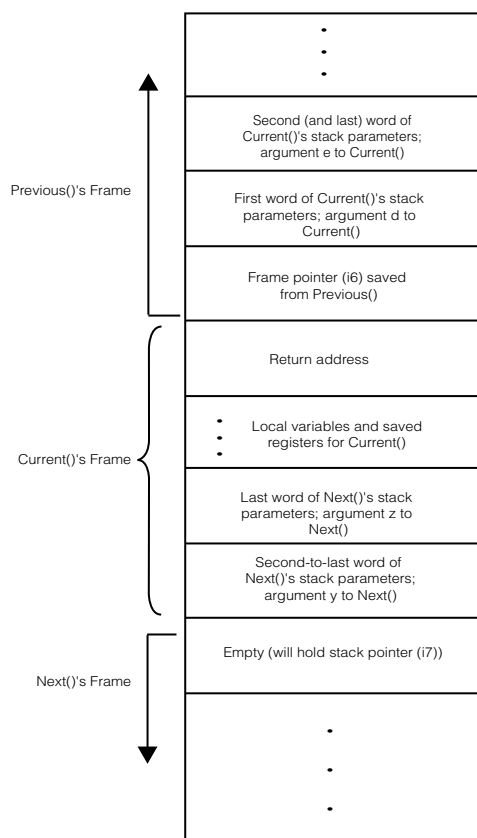 Second (and last) word of
Current()'s stack parameters;
argument e to Current()
Previous()'s Frame
First word of Current()'s stack
parameters; argument d to
Current()
Frame pointer (i6) saved
from Previous()
Return address
Local variables and saved
registers for Current()
Current()'s Frame
Last word of Next()'s stack
parameters; argument z to
Next()
Second-to-last word of
Next()'s stack parameters;
argument y to Next()
Empty (will hold stack pointer (i7))
Next()'s Frame